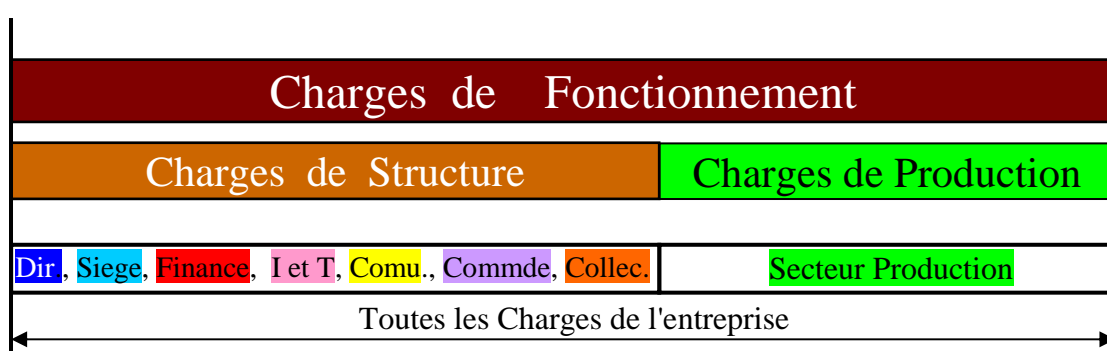 Charges de Fonctionnement
Charges de Structure Charges de Production
Dir., Siege, Finance, I et T, Comu., Commde, Collec. Secteur Production
Toutes les Charges de l'entreprise